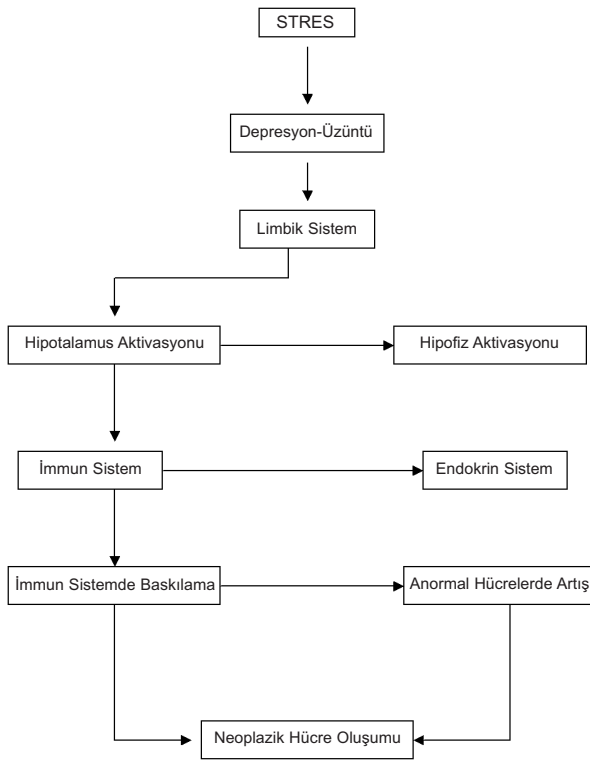 STRES
Depresyon-Üzüntü
Limbik Sistem
Hipotalamus Aktivasyonu
Hipofiz Aktivasyonu
İmmun Sistem
Endokrin Sistem
İmmun Sistemde Baskılama
Anormal Hücrelerde Artış
Neoplazik Hücre Oluşumu